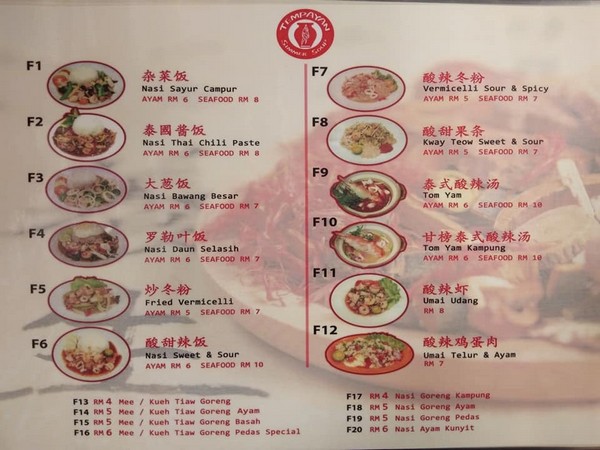 TEMPAYAN
SUMMER SOUP
F1
杂菜饭
Nasi Sayur Campur
AYAM RM 6 SEAFOOD RM 8
F2
泰國酱饭
Nasi Thai Chili Paste
AYAM RM 6 SEAFOOD RM 8
F3
大葱饭
Nasi Bawang Besar
AYAM RM 6 SEAFOOD RM 7
F4
罗勒叶饭
Nasi Daun Selasih
AYAM RM 6 SEAFOOD RM 8
F5
炒冬粉
Fried Vermicelli
AYAM RM 5 SEAFOOD RM 7
F6
酸甜辣饭
Nasi Sweet & Sour
AYAM RM 6 SEAFOOD RM 10
F7
酸辣冬粉
Vermicelli Sour & Spicy
AYAM RM 5 SEAFOOD RM 7
F8
酸甜果条
Kway Teow Sweet & Sour
AYAM RM 5 SEAFOOD RM 7
F9
泰式酸辣汤
Tom Yam
AYAM RM 6 SEAFOOD RM 10
F10
甘榜泰式酸辣汤
Tom Yam Kampung
AYAM RM 6 SEAFOOD RM 10
F11
酸辣虾
Umai Udang
RM 8
F12
酸辣鸡蛋肉
Umai Telur & Ayam
RM 7
F13 RM 4 Mee / Kueh Tiaw Goreng
F14 RM 5 Mee / Kueh Tiaw Goreng Ayam
F15 RM 5 Mee / Kueh Tiaw Goreng Basah
F16 RM 6 Mee / Kueh Tiaw Goreng Pedas Special
F17 RM 4 Nasi Goreng Kampung
F18 RM 5 Nasi Goreng Ayam
F19 RM 5 Nasi Goreng Pedas
F20 RM 6 Nasi Ayam Kunyit